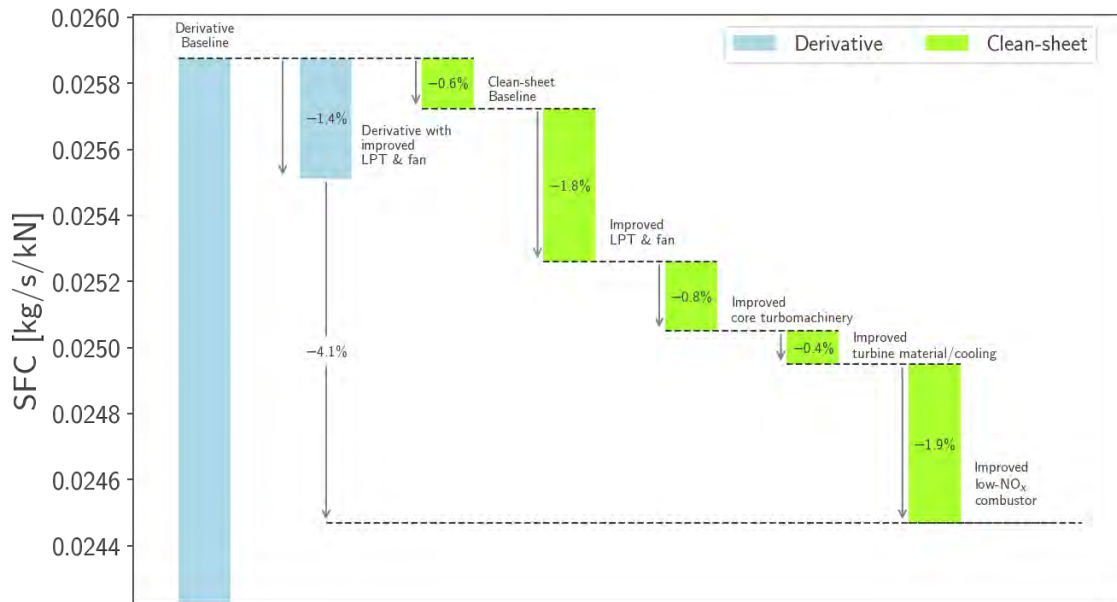 SFC [kg/s/kN]
0.0260
0.0258
0.0256
0.0254
0.0252
0.0250
0.0248
0.0246
0.0244
Derivative
Clean-sheet
Derivative
Baseline
−1.4%
Derivative with
improved
LPT & fan
−4.1%
−0.6%
Clean-sheet
Baseline
−1.8%
Improved
LPT & fan
−0.8%
Improved
core turbomachinery
−0.4%
Improved
turbine material/cooling
−1.9%
Improved
low-NOₓ
combustor